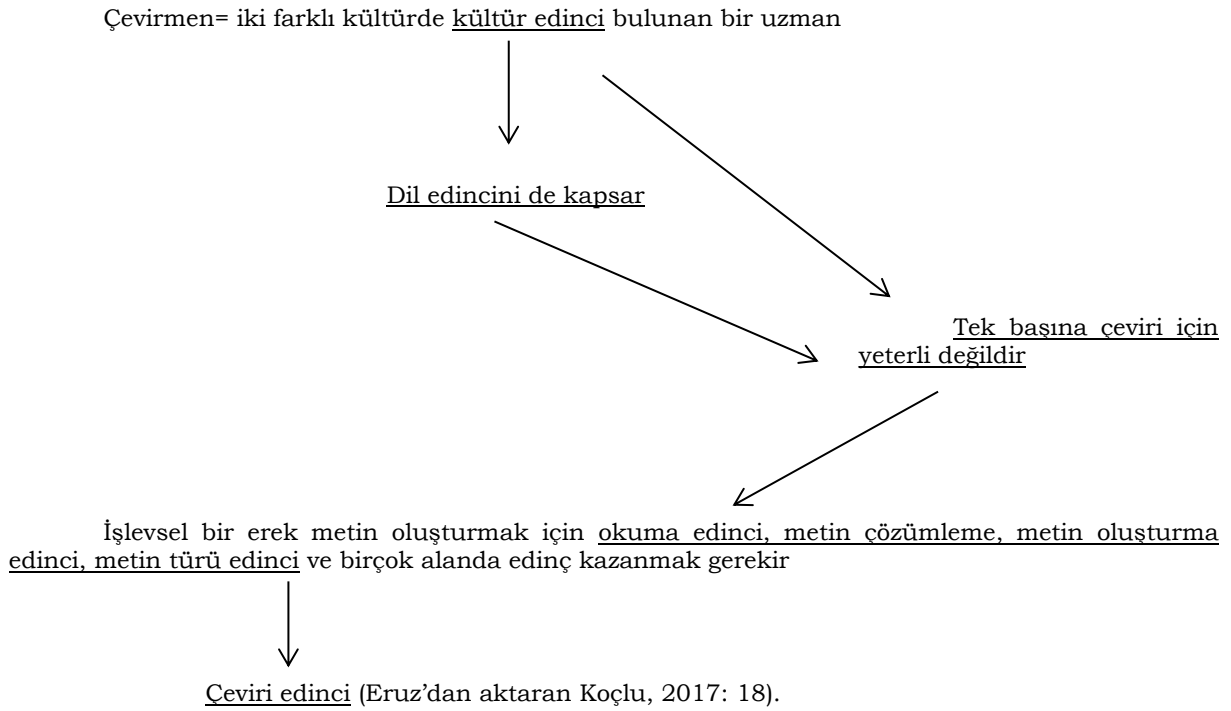 Çevirmen= iki farklı kültürde kültür edinci bulunan bir uzman
Dil edincini de kapsar
Tek başına çeviri için
yeterli değildir
İşlevsel bir erek metin oluşturmak için okuma edinci, metin çözümleme, metin oluşturma
edinci, metin türü edinci ve birçok alanda edinç kazanmak gerekir
Çeviri edinci (Eruz’dan aktaran Koçlu, 2017: 18).